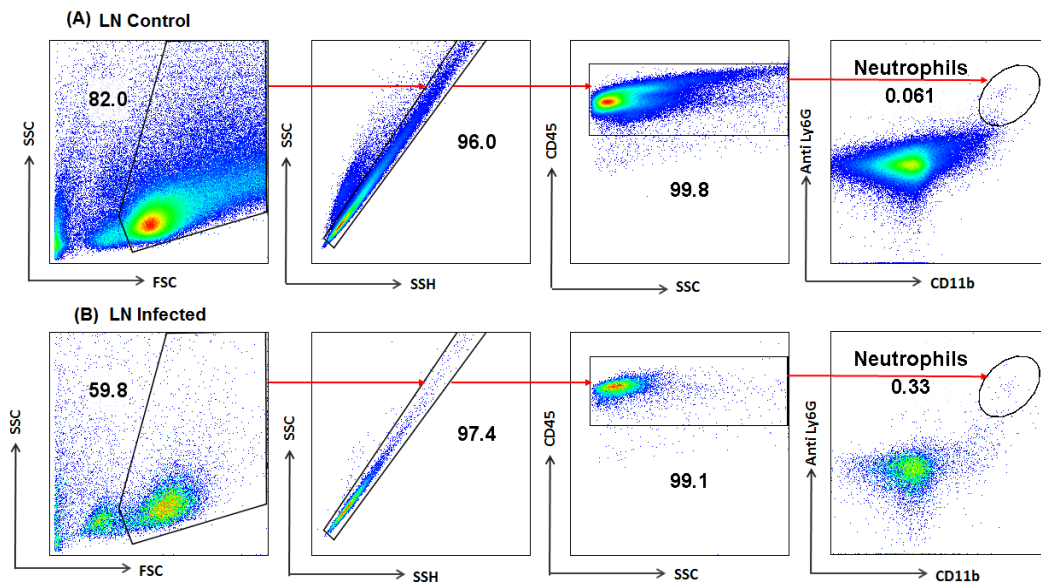 (A) LN Control
82.0
SSC
FSC
96.0
SSC
SSH
99.8
CD45
SSC
Neutrophils
0.061
Anti Ly6G
CD11b
(B) LN Infected
59.8
SSC
FSC
97.4
SSC
SSH
99.1
CD45
SSC
Neutrophils
0.33
Anti Ly6G
CD11b